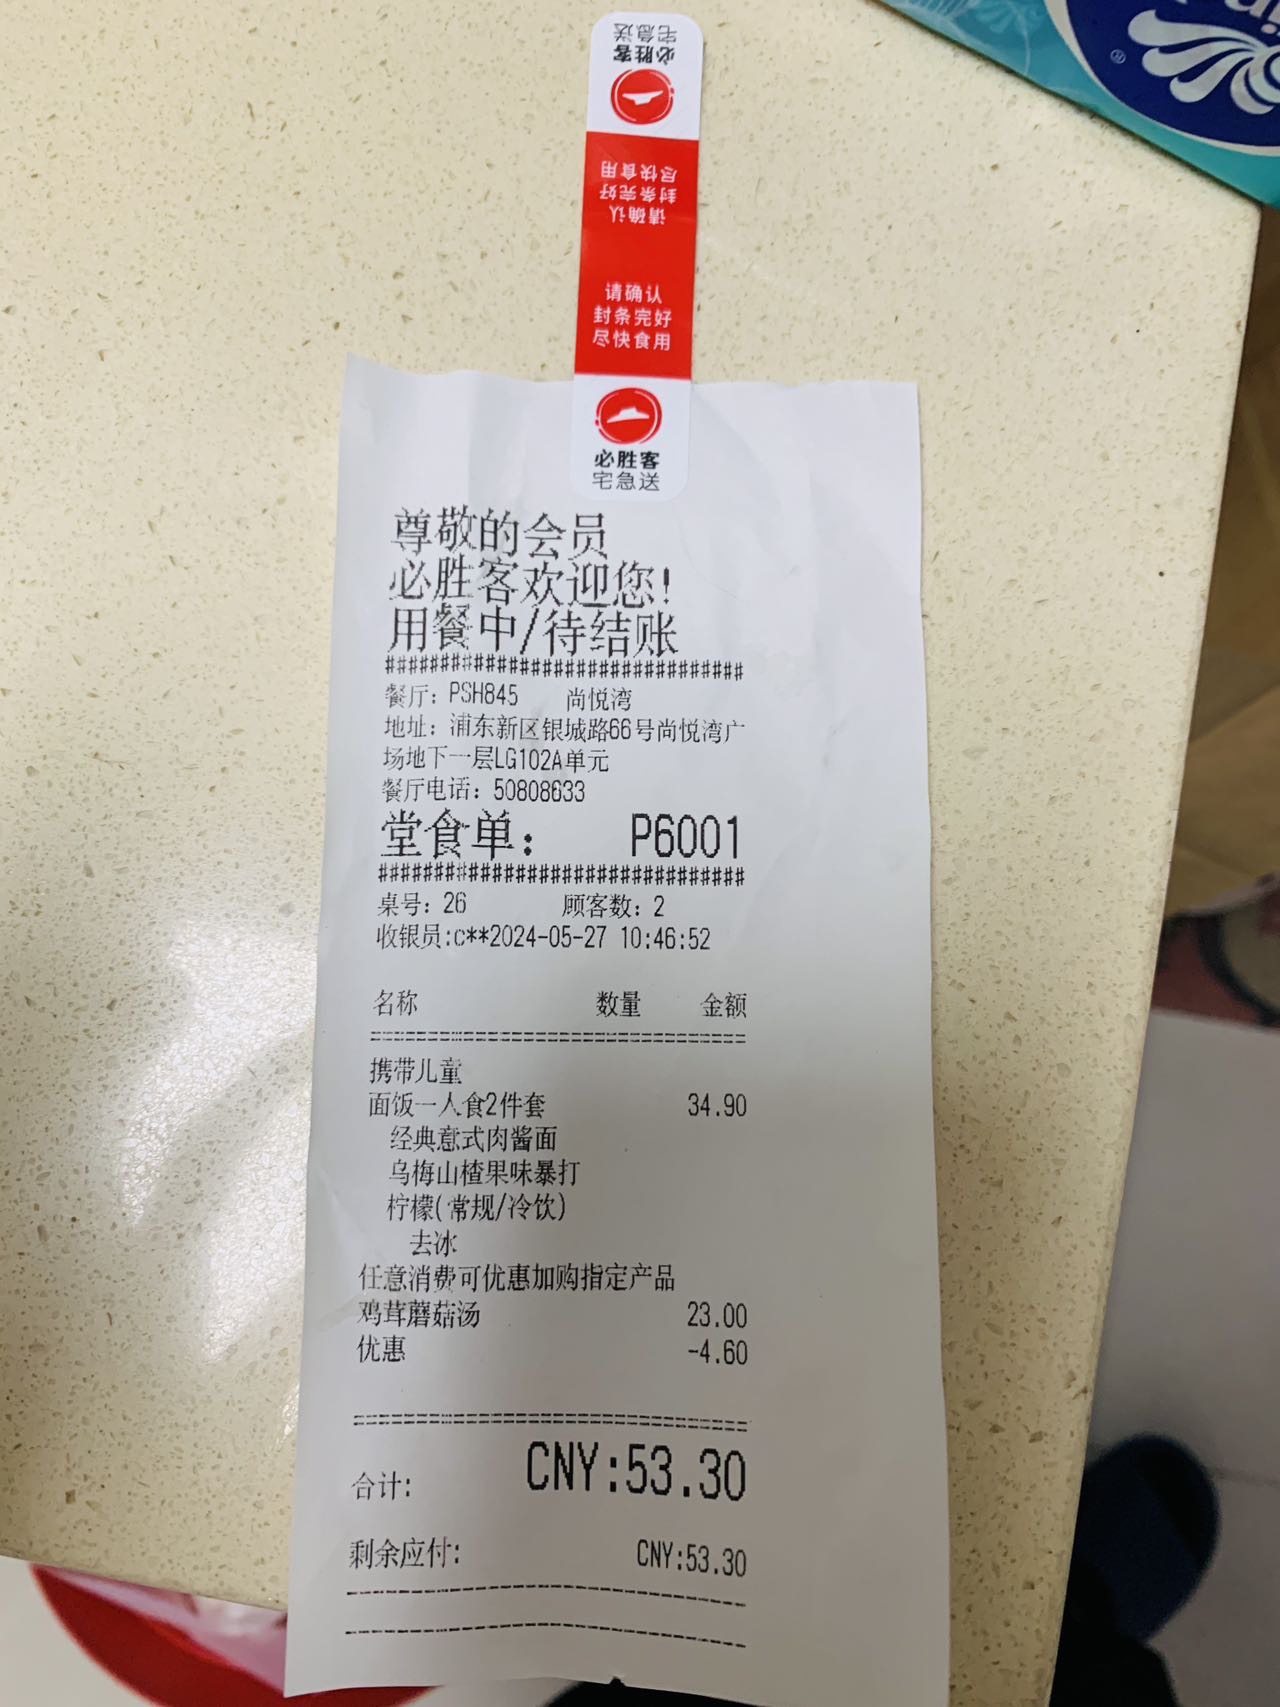 必胜客
宅急送
请确认
封条完好
尽快食用
请确认
封条完好
尽快食用
必胜客
宅急送
尊敬的会员
必胜客欢迎您!
用餐中/待结账
#################################
餐厅: PSH845 尚悦湾
地址: 浦东新区银城路66号尚悦湾广
场地下一层LG102A单元
餐厅电话: 50808633
堂食单: P6001
#################################
桌号: 26 顾客数: 2
收银员:c**2024-05-27 10:46:52
名称 数量 金额
携带儿童
面饭一人食2件套 34.90
经典意式肉酱面
乌梅山楂果味暴打
柠檬(常规/冷饮)
去冰
任意消费可优惠加购指定产品
鸡茸蘑菇汤 23.00
优惠 -4.60
合计: CNY:53.30
剩余应付: CNY:53.30